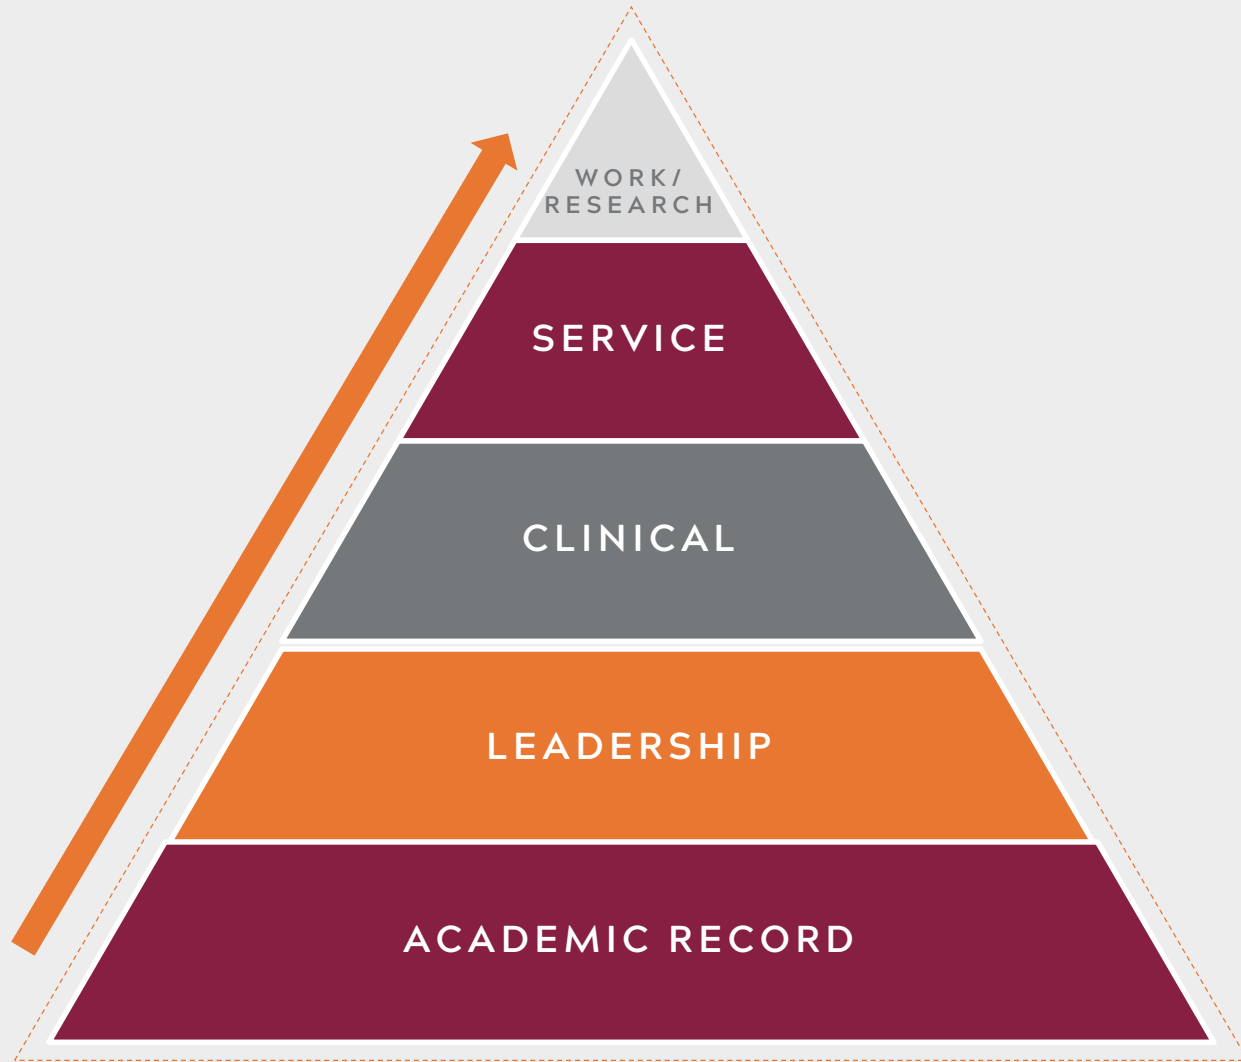 WORK/
RESEARCH
SERVICE
CLINICAL
LEADERSHIP
ACADEMIC RECORD